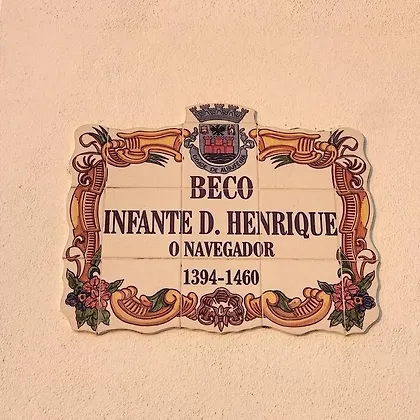 BECO
INFANTE D. HENRIQUE
O NAVEGADOR
1394-1460